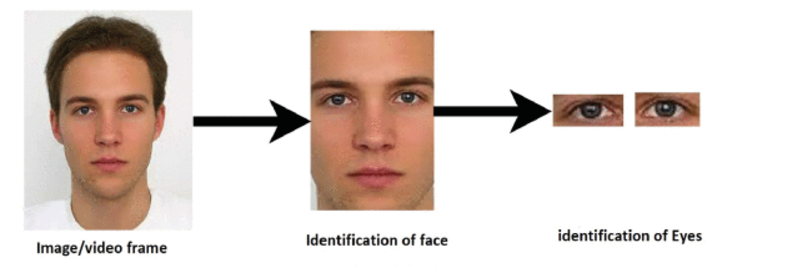 Image/video frame
Identification of face
identification of Eyes